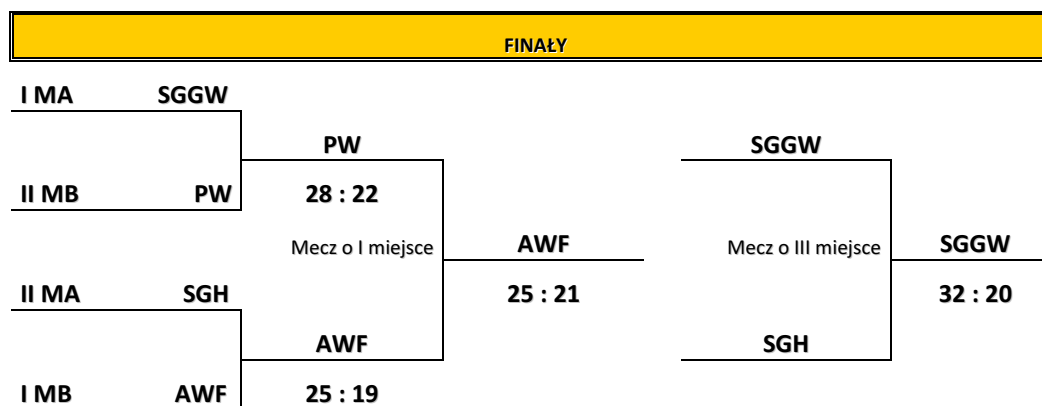 FINAŁY
I MA SGGW
PW SGGW
II MB PW 28 : 22
Mecz o I miejsce AWF Mecz o III miejsce SGGW
II MA SGH 25 : 21 32 : 20
AWF SGH
I MB AWF 25 : 19